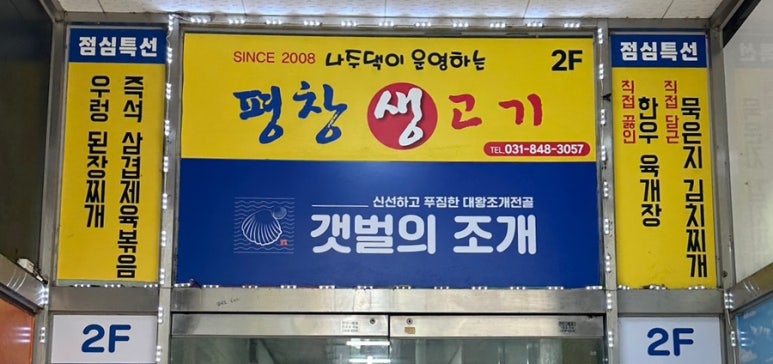 점심특선
즉석 삼겹제육볶음
우렁 된장찌개
2F
SINCE 2008 나주댁이 운영하는 2F
평창 생고기
TEL.031-848-3057
신선하고 푸짐한 대왕조개전골
갯벌의 조개
점심특선
직접 담근 묵은지 김치찌개
직접 끓인 한우 육개장
2F